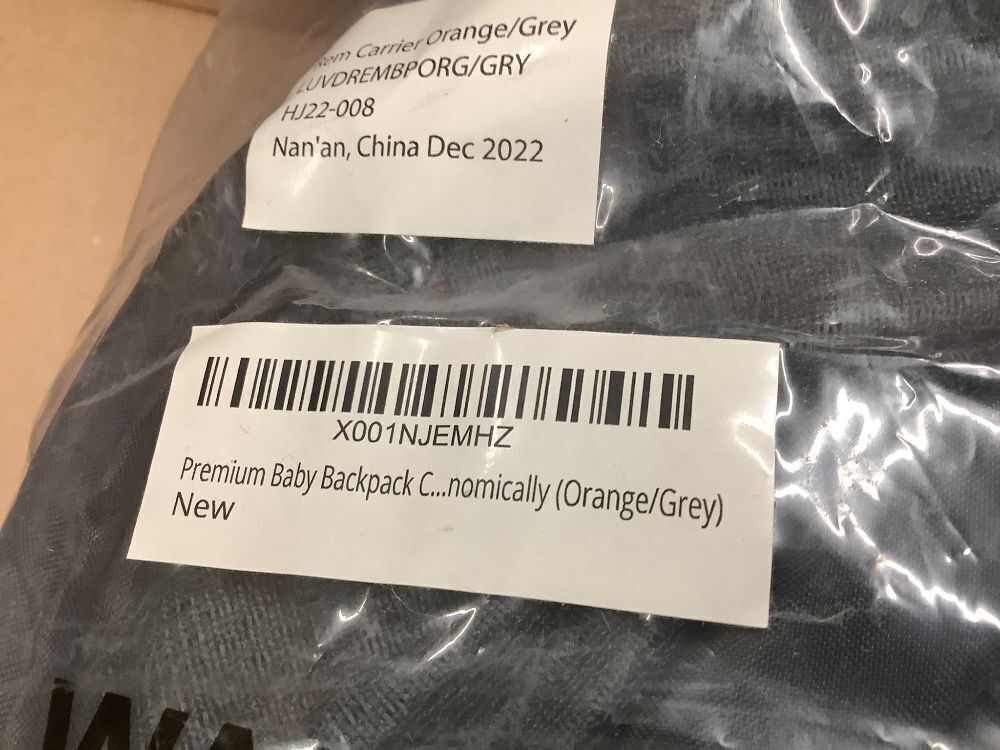 Carrier Orange/Grey
LUVDREMBPORG/GRY
HJ22-008
Nan'an, China Dec 2022
X001NJEMHZ
Premium Baby Backpack C...nomically (Orange/Grey)
New